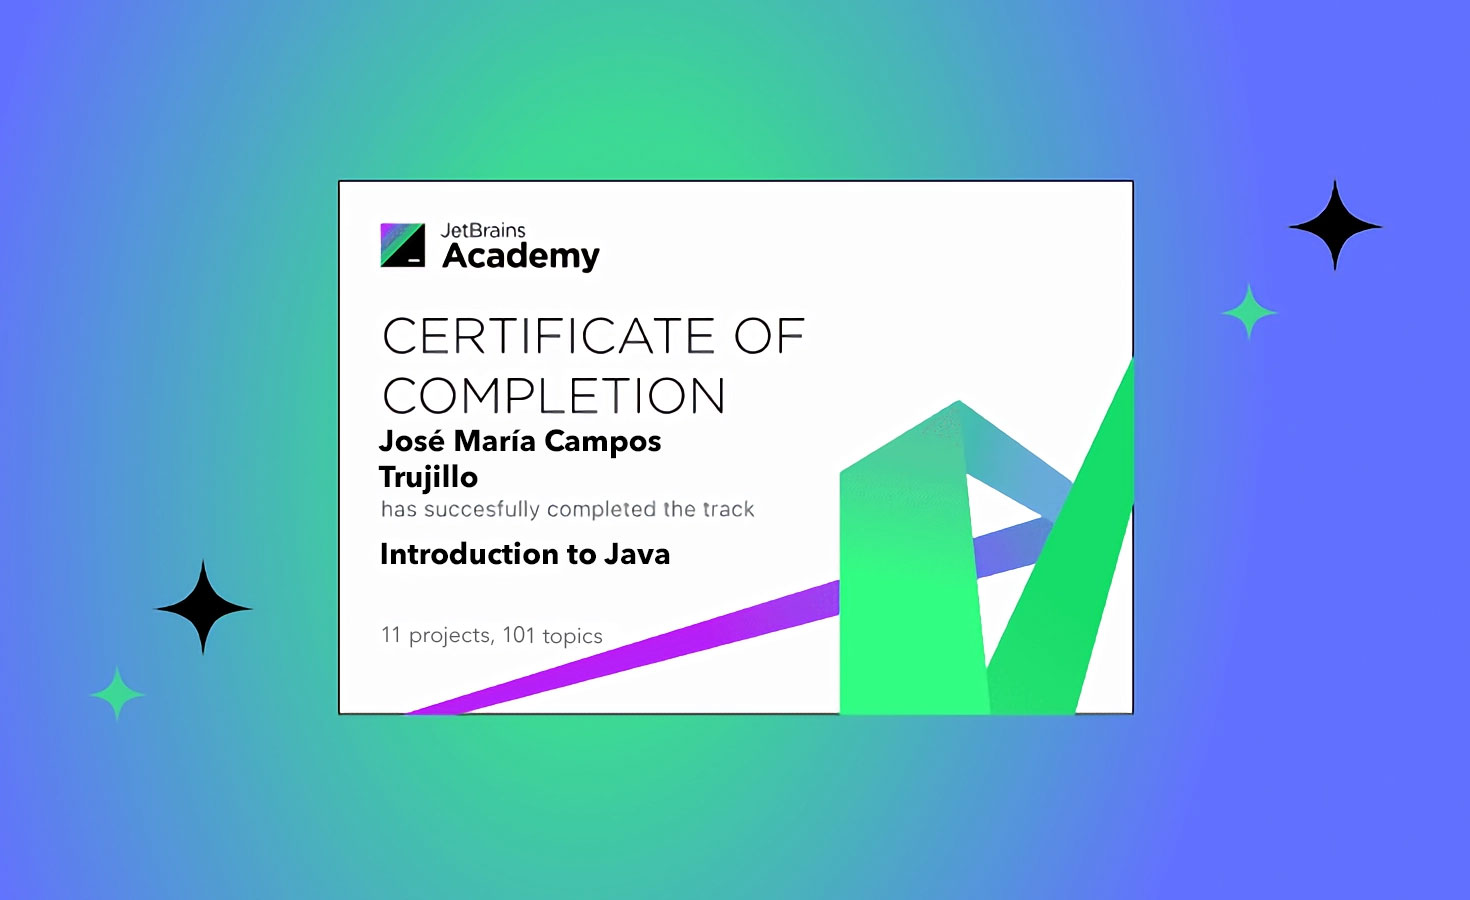 JetBrains
Academy
CERTIFICATE OF
COMPLETION
José María Campos
Trujillo
has succesfully completed the track
Introduction to Java
11 projects, 101 topics